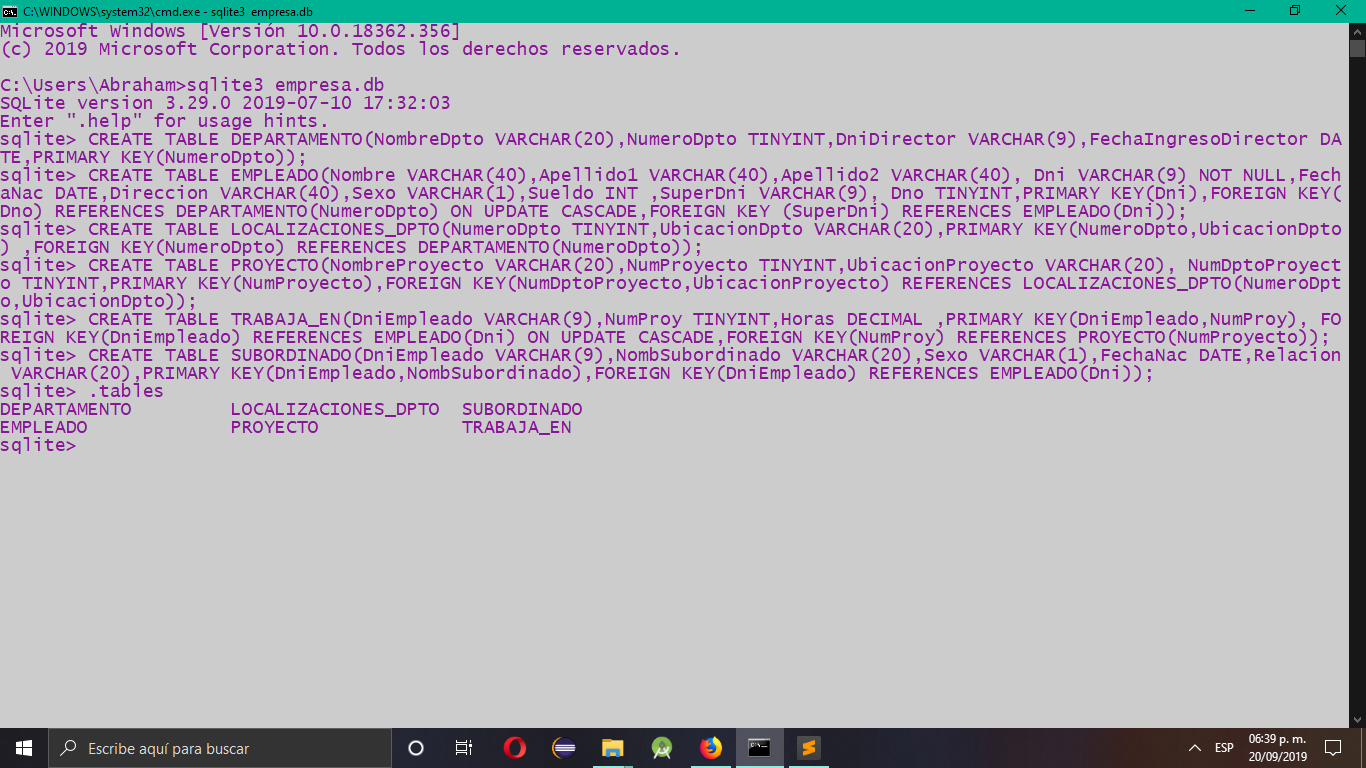 C:\WINDOWS\system32\cmd.exe - sqlite3 empresa.db
Microsoft Windows [Versión 10.0.18362.356]
(c) 2019 Microsoft Corporation. Todos los derechos reservados.
C:\Users\Abraham>sqlite3 empresa.db
SQLite version 3.29.0 2019-07-10 17:32:03
Enter ".help" for usage hints.
sqlite> CREATE TABLE DEPARTAMENTO(NombreDpto VARCHAR(20),NumeroDpto TINYINT,DniDirector VARCHAR(9),FechaIngresoDirector DA
TE,PRIMARY KEY(NumeroDpto));
sqlite> CREATE TABLE EMPLEADO(Nombre VARCHAR(40),Apellido1 VARCHAR(40),Apellido2 VARCHAR(40), Dni VARCHAR(9) NOT NULL,Fech
aNac DATE,Direccion VARCHAR(40),Sexo VARCHAR(1),Sueldo INT ,SuperDni VARCHAR(9), Dno TINYINT,PRIMARY KEY(Dni),FOREIGN KEY(
Dno) REFERENCES DEPARTAMENTO(NumeroDpto) ON UPDATE CASCADE,FOREIGN KEY (SuperDni) REFERENCES EMPLEADO(Dni));
sqlite> CREATE TABLE LOCALIZACIONES_DPTO(NumeroDpto TINYINT,UbicacionDpto VARCHAR(20),PRIMARY KEY(NumeroDpto,UbicacionDpto
) ,FOREIGN KEY(NumeroDpto) REFERENCES DEPARTAMENTO(NumeroDpto));
sqlite> CREATE TABLE PROYECTO(NombreProyecto VARCHAR(20),NumProyecto TINYINT,UbicacionProyecto VARCHAR(20), NumDptoProyect
o TINYINT,PRIMARY KEY(NumProyecto),FOREIGN KEY(NumDptoProyecto,UbicacionProyecto) REFERENCES LOCALIZACIONES_DPTO(NumeroDpt
o,UbicacionDpto));
sqlite> CREATE TABLE TRABAJA_EN(DniEmpleado VARCHAR(9),NumProy TINYINT,Horas DECIMAL ,PRIMARY KEY(DniEmpleado,NumProy), FO
REIGN KEY(DniEmpleado) REFERENCES EMPLEADO(Dni) ON UPDATE CASCADE,FOREIGN KEY(NumProy) REFERENCES PROYECTO(NumProyecto));
sqlite> CREATE TABLE SUBORDINADO(DniEmpleado VARCHAR(9),NombSubordinado VARCHAR(20),Sexo VARCHAR(1),FechaNac DATE,Relacion
 VARCHAR(20),PRIMARY KEY(DniEmpleado,NombSubordinado),FOREIGN KEY(DniEmpleado) REFERENCES EMPLEADO(Dni));
sqlite> .tables
DEPARTAMENTO         LOCALIZACIONES_DPTO  SUBORDINADO
EMPLEADO             PROYECTO             TRABAJA_EN
sqlite>
Escribe aquí para buscar
ESP
06:39 p. m.
20/09/2019